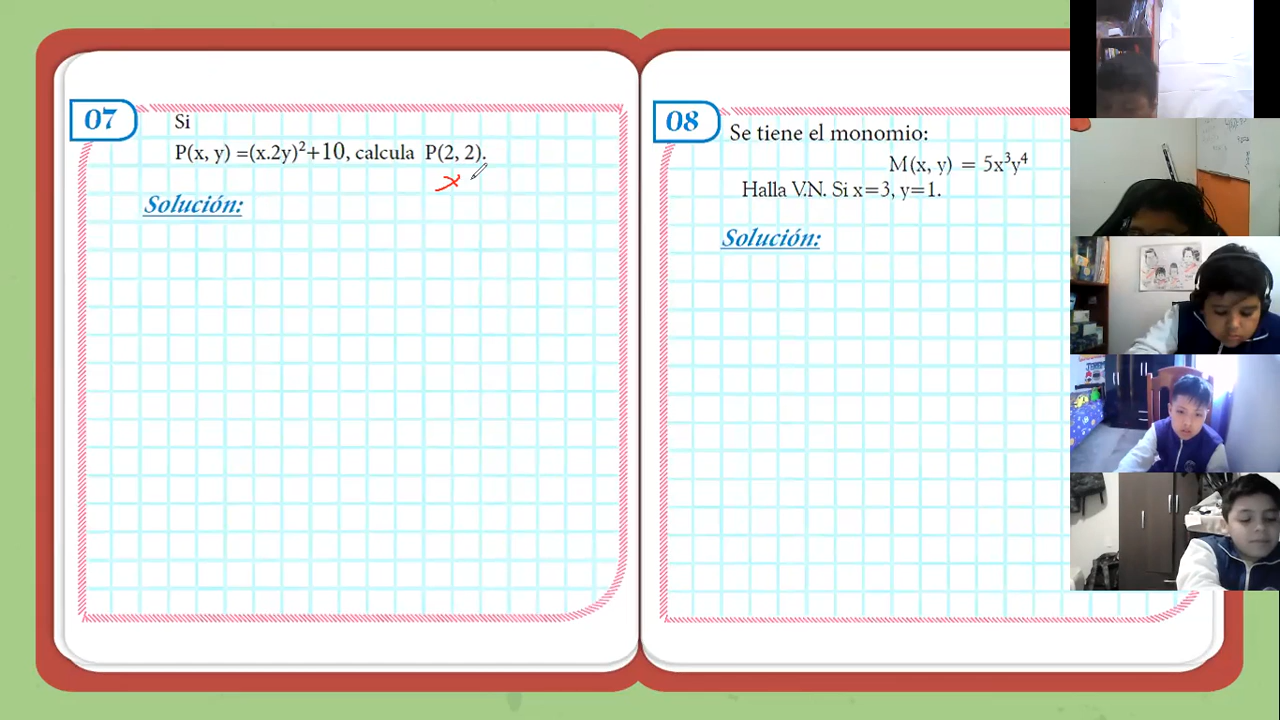 07
Si
P(x, y) =(x.2y)²+10, calcula P(2, 2).
x
Solución:
08
Se tiene el monomio:
M(x, y) = 5x³y⁴
Halla V.N. Si x=3, y=1.
Solución: